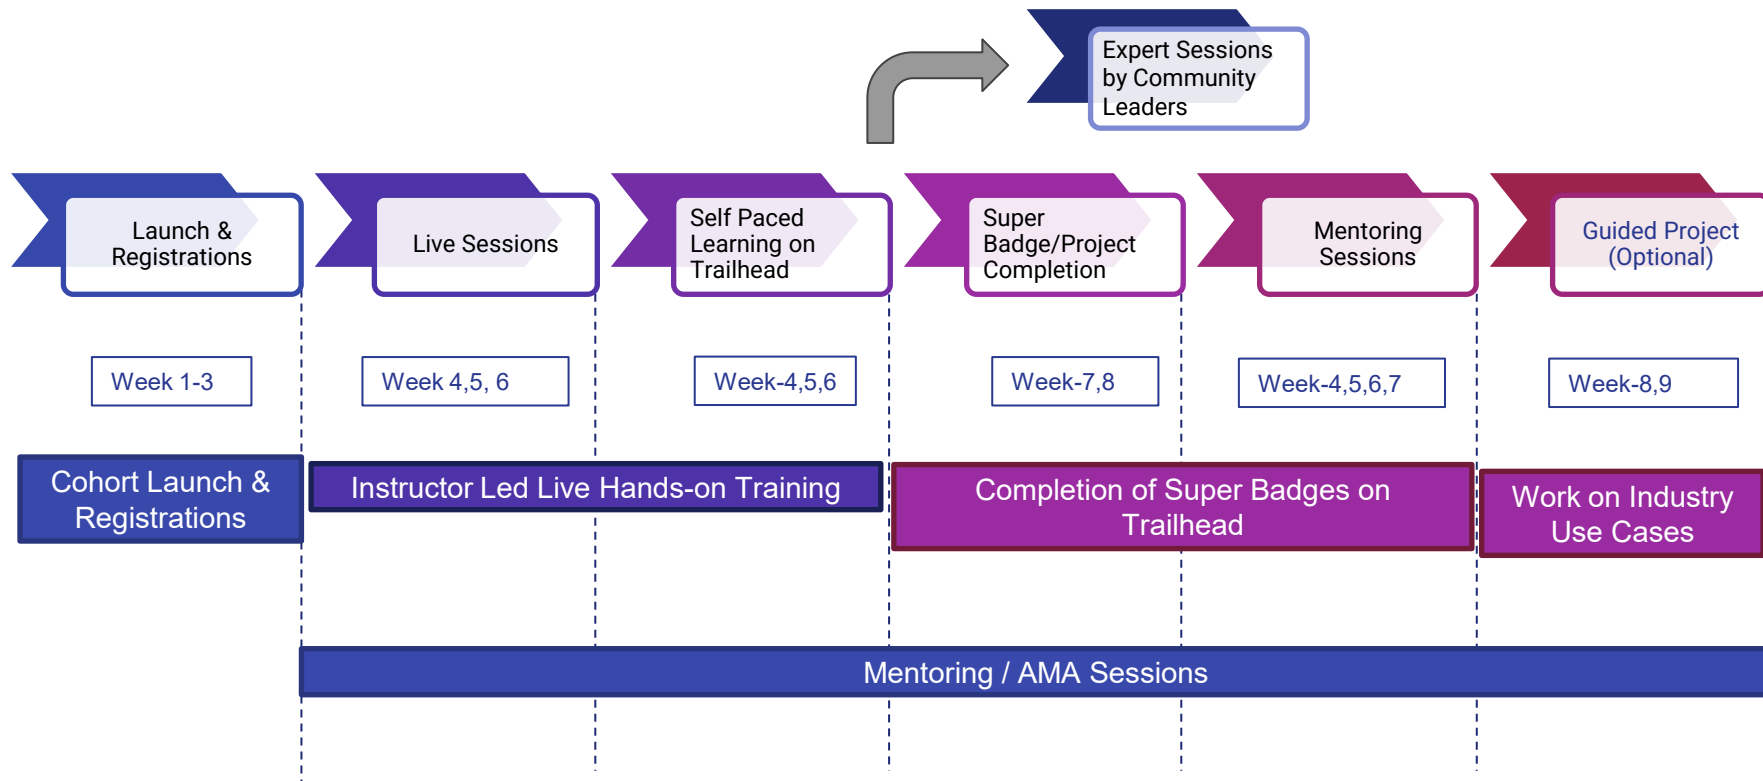 Expert Sessions
by Community
Leaders
Launch &
Registrations
Live Sessions
Self Paced
Learning on
Trailhead
Super
Badge/Project
Completion
Mentoring
Sessions
Guided Project
(Optional)
Week 1-3
Week 4,5, 6
Week-4,5,6
Week-7,8
Week-4,5,6,7
Week-8,9
Cohort Launch &
Registrations
Instructor Led Live Hands-on Training
Completion of Super Badges on
Trailhead
Work on Industry
Use Cases
Mentoring / AMA Sessions